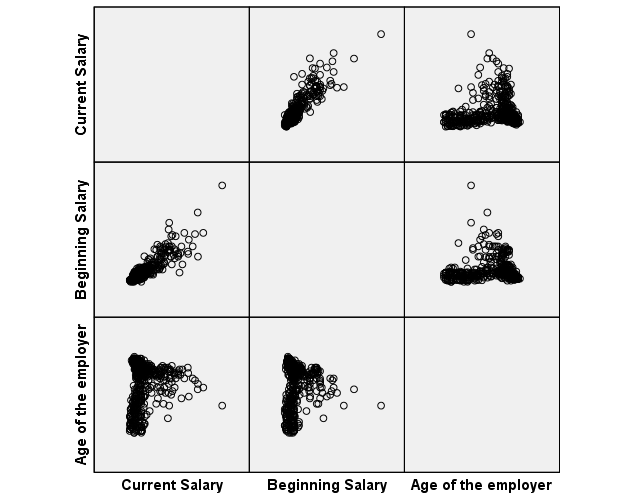 Current Salary
Beginning Salary
Age of the employer
Current Salary
Beginning Salary
Age of the employer